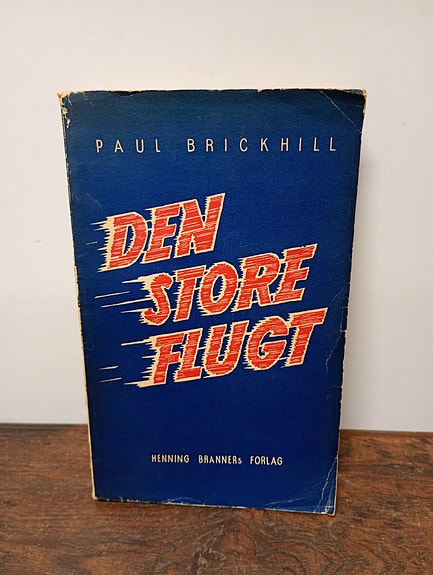 PAUL BRICKHILL
DEN
STORE
FLUGT
HENNING BRANNERs FORLAG